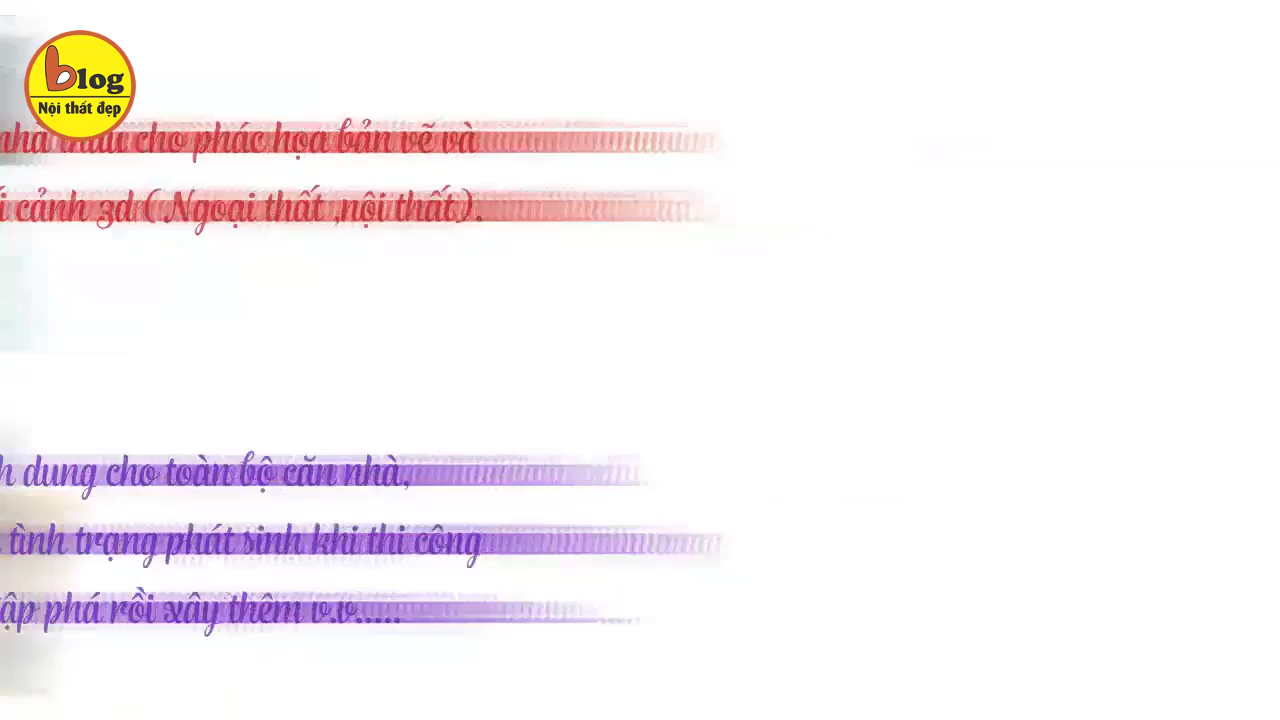 blog
Nội thất đẹp
nhà thầu cho phác họa bản vẽ và
cảnh 3d ( Ngoại thất ,nội thất).
dung cho toàn bộ căn nhà,
tình trạng phát sinh khi thi công
phá rồi xây thêm v.v.....